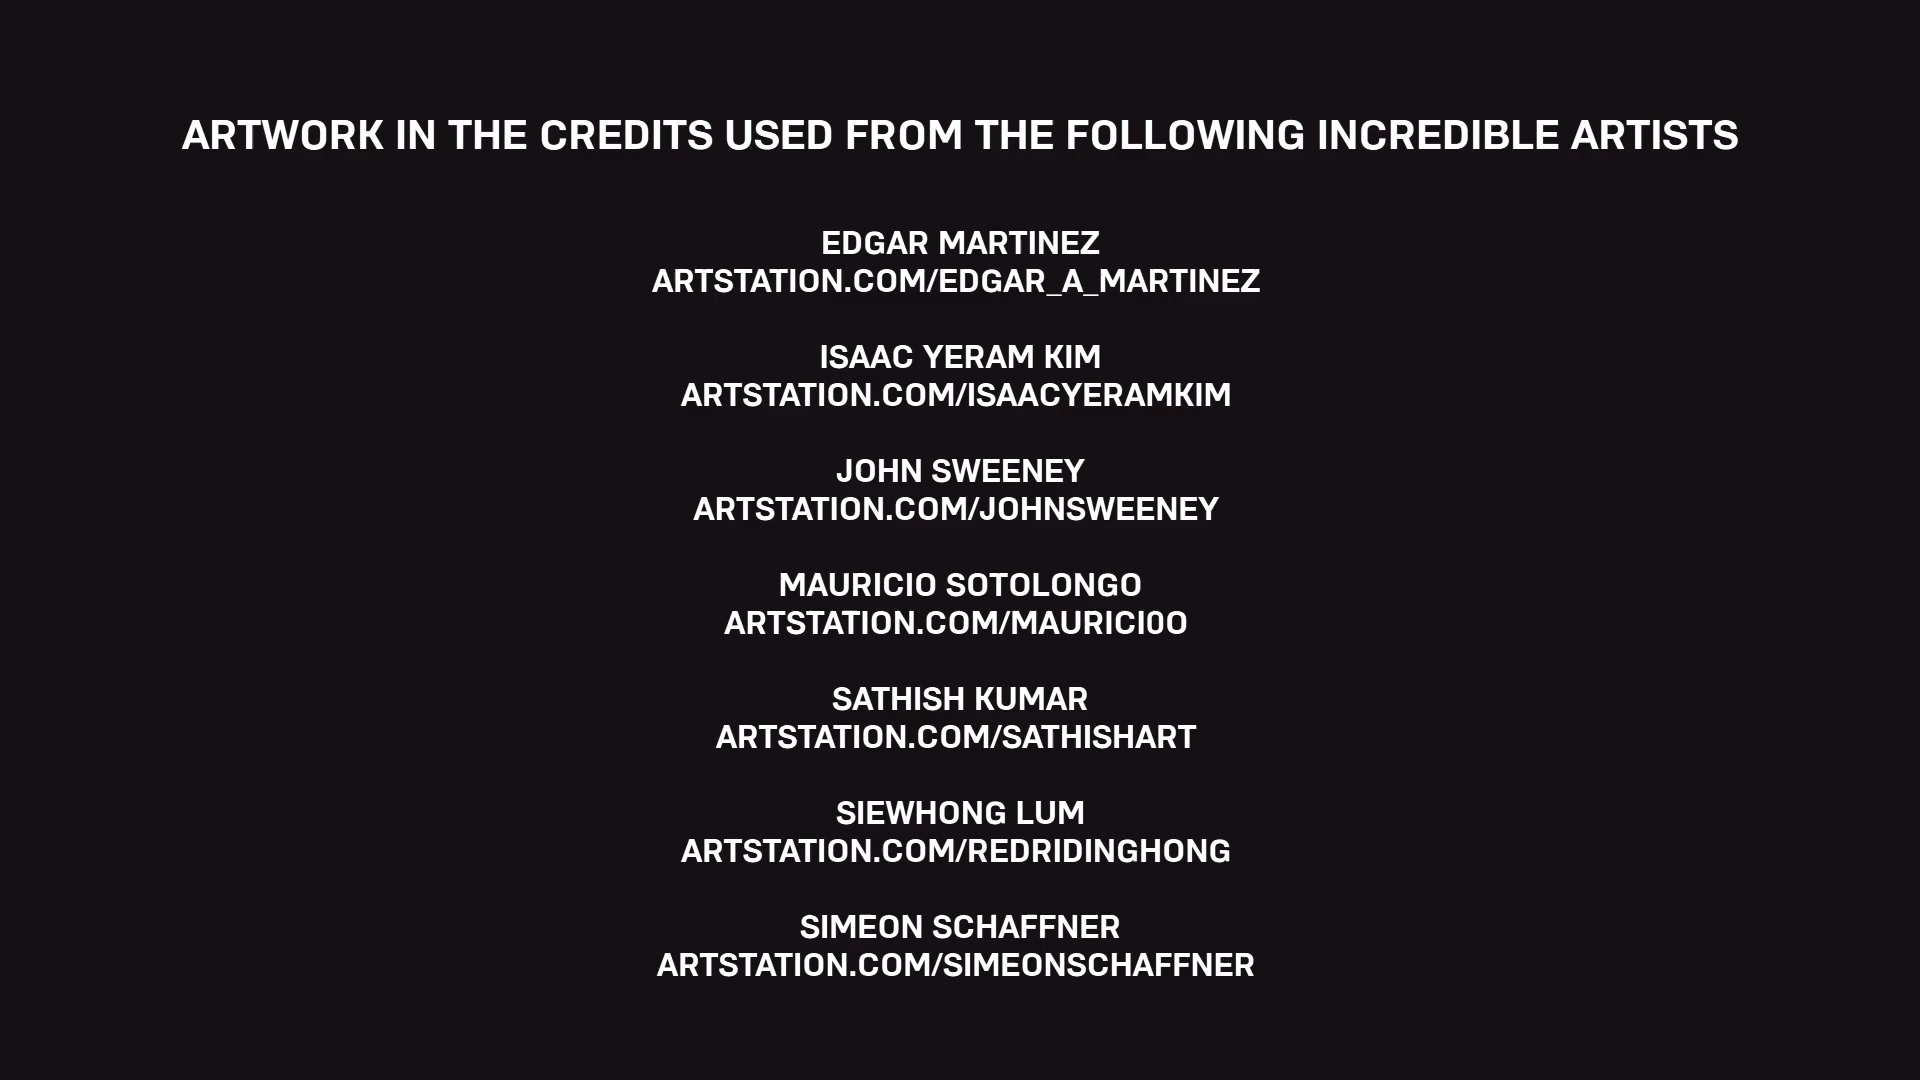 ARTWORK IN THE CREDITS USED FROM THE FOLLOWING INCREDIBLE ARTISTS
EDGAR MARTINEZ
ARTSTATION.COM/EDGAR_A_MARTINEZ
ISAAC YERAM KIM
ARTSTATION.COM/ISAACYERAMKIM
JOHN SWEENEY
ARTSTATION.COM/JOHNSWEENEY
MAURICIO SOTOLONGO
ARTSTATION.COM/MAURICI0O
SATHISH KUMAR
ARTSTATION.COM/SATHISHART
SIEWHONG LUM
ARTSTATION.COM/REDRIDINGHONG
SIMEON SCHAFFNER
ARTSTATION.COM/SIMEONSCHAFFNER